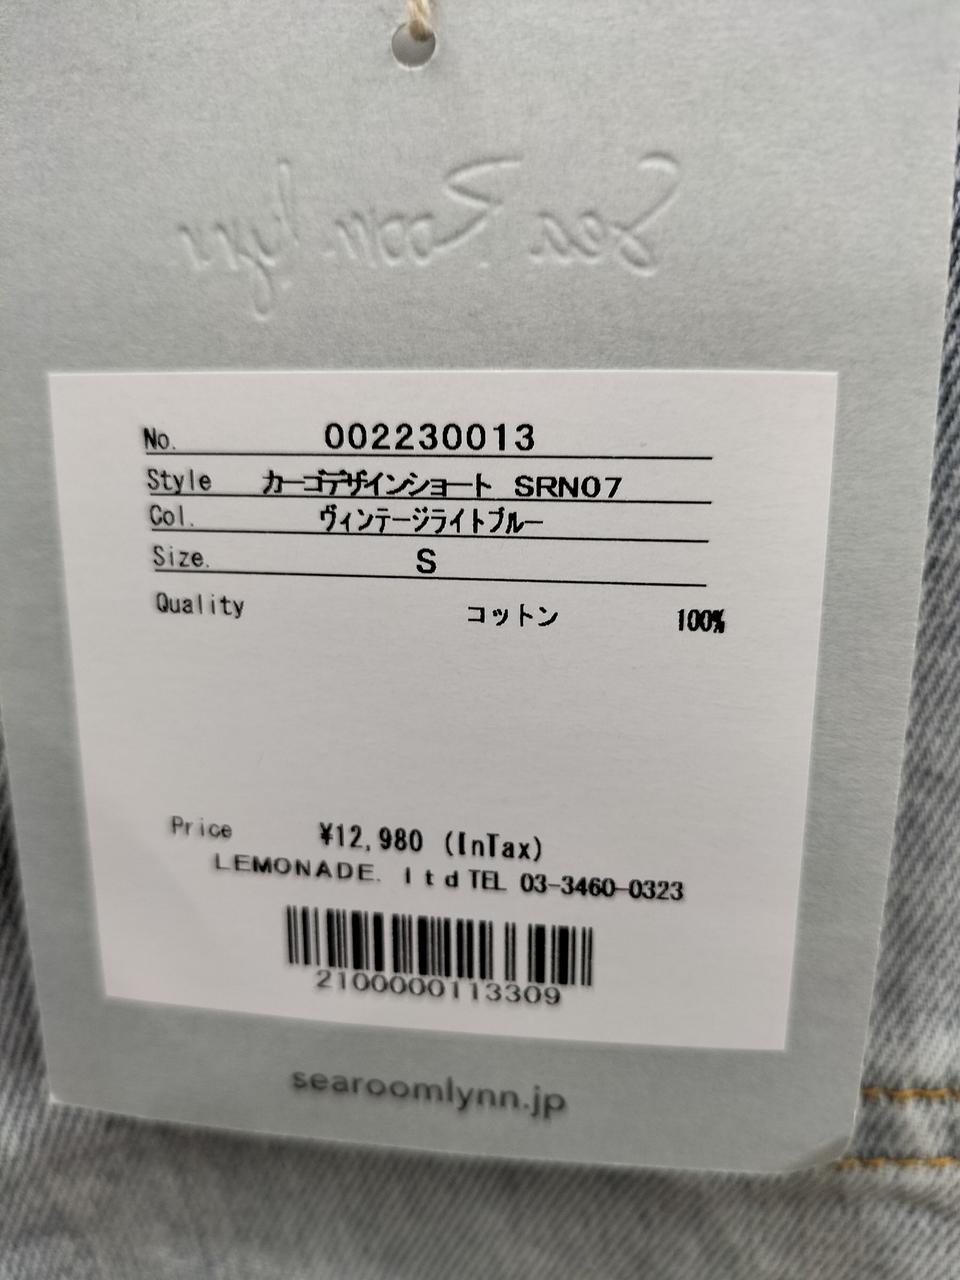 Sea Room lynn
No. 002230013
Style カーゴデザインショート SRN07
Col. ヴィンテージライトブルー
Size. S
Quality コットン 100%
Price ¥12,980 (InTax)
LEMONADE. ltd TEL 03-3460-0323
2100000113309
searoomlynn.jp